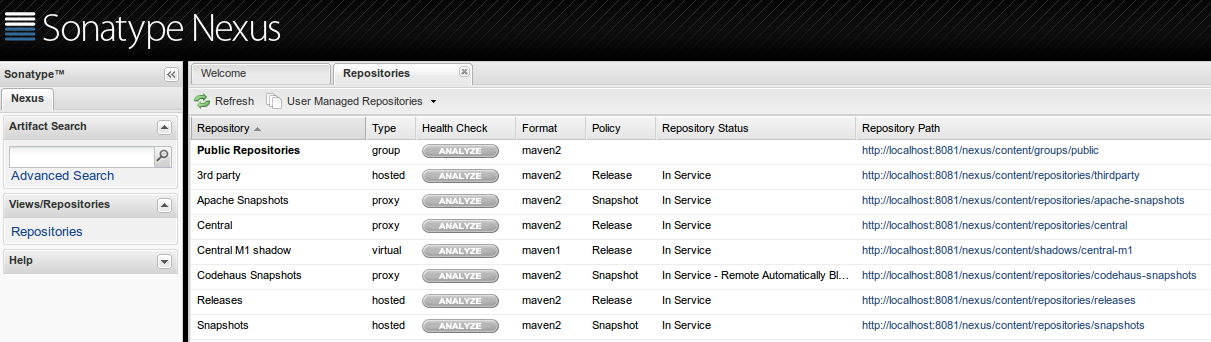 Sonatype Nexus
Sonatype™
Nexus
Artifact Search
Advanced Search
Views/Repositories
Repositories
Help
Welcome Repositories
Refresh User Managed Repositories
Repository Type Health Check Format Policy Repository Status Repository Path
Public Repositories group ANALYZE maven2 http://localhost:8081/nexus/content/groups/public
3rd party hosted ANALYZE maven2 Release In Service http://localhost:8081/nexus/content/repositories/thirdparty
Apache Snapshots proxy ANALYZE maven2 Snapshot In Service http://localhost:8081/nexus/content/repositories/apache-snapshots
Central proxy ANALYZE maven2 Release In Service http://localhost:8081/nexus/content/repositories/central
Central M1 shadow virtual ANALYZE maven1 Release In Service http://localhost:8081/nexus/content/shadows/central-m1
Codehaus Snapshots proxy ANALYZE maven2 Snapshot In Service - Remote Automatically Bl... http://localhost:8081/nexus/content/repositories/codehaus-snapshots
Releases hosted ANALYZE maven2 Release In Service http://localhost:8081/nexus/content/repositories/releases
Snapshots hosted ANALYZE maven2 Snapshot In Service http://localhost:8081/nexus/content/repositories/snapshots